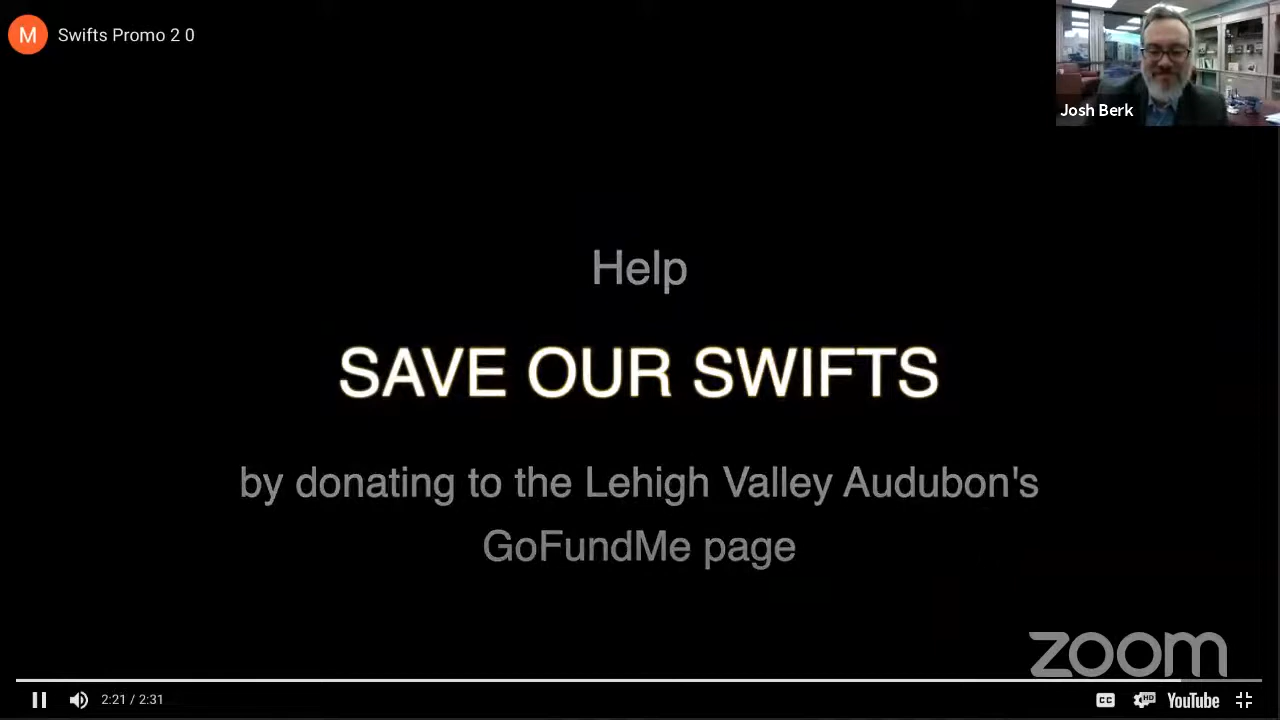 M Swifts Promo 2 0
Josh Berk
Help
SAVE OUR SWIFTS
by donating to the Lehigh Valley Audubon's
GoFundMe page
zoom
2:21 / 2:31 CC HD YouTube